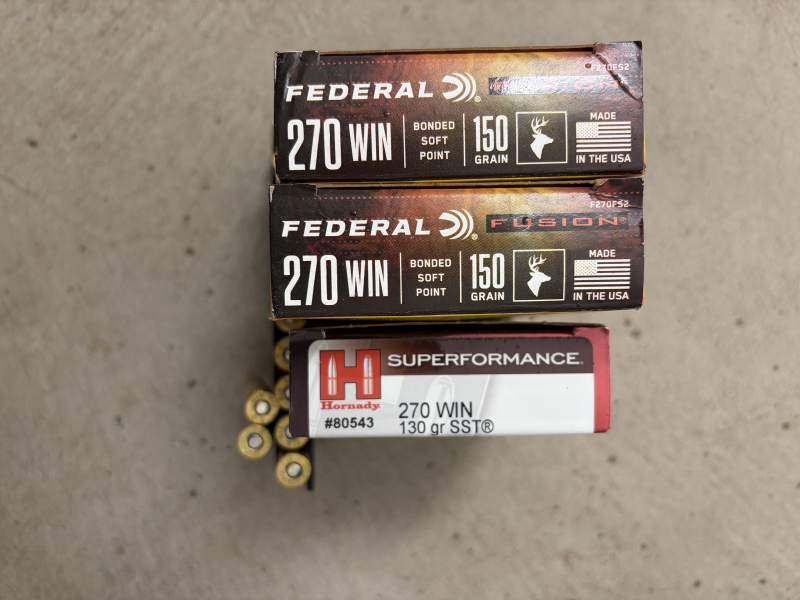 F270FS2
FEDERAL® FUSION
270 WIN
BONDED
SOFT
POINT
150
GRAIN
MADE
IN THE USA
F270FS2
FEDERAL® FUSION®
270 WIN
BONDED
SOFT
POINT
150
GRAIN
MADE
IN THE USA
H
Hornady
SUPERFORMANCE
#80543
270 WIN
130 gr SST®